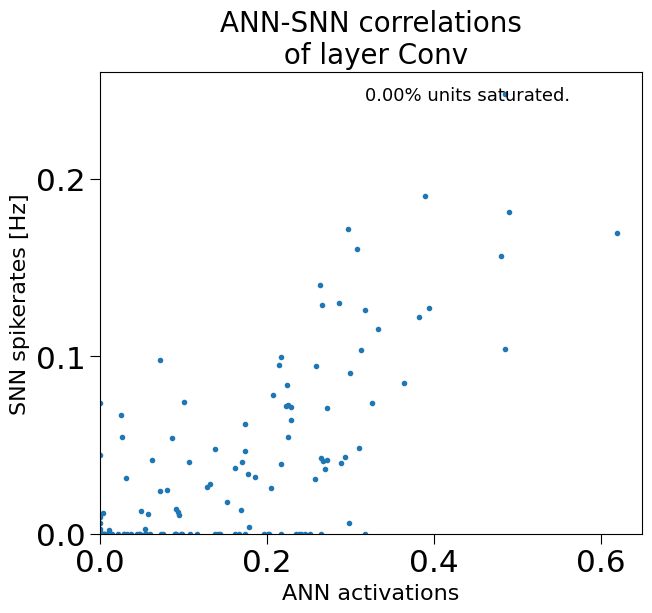 ANN-SNN correlations
of layer Conv
0.00% units saturated.
SNN spikerates [Hz]
0.2
0.1
0.0
0.0
0.2
0.4
0.6
ANN activations